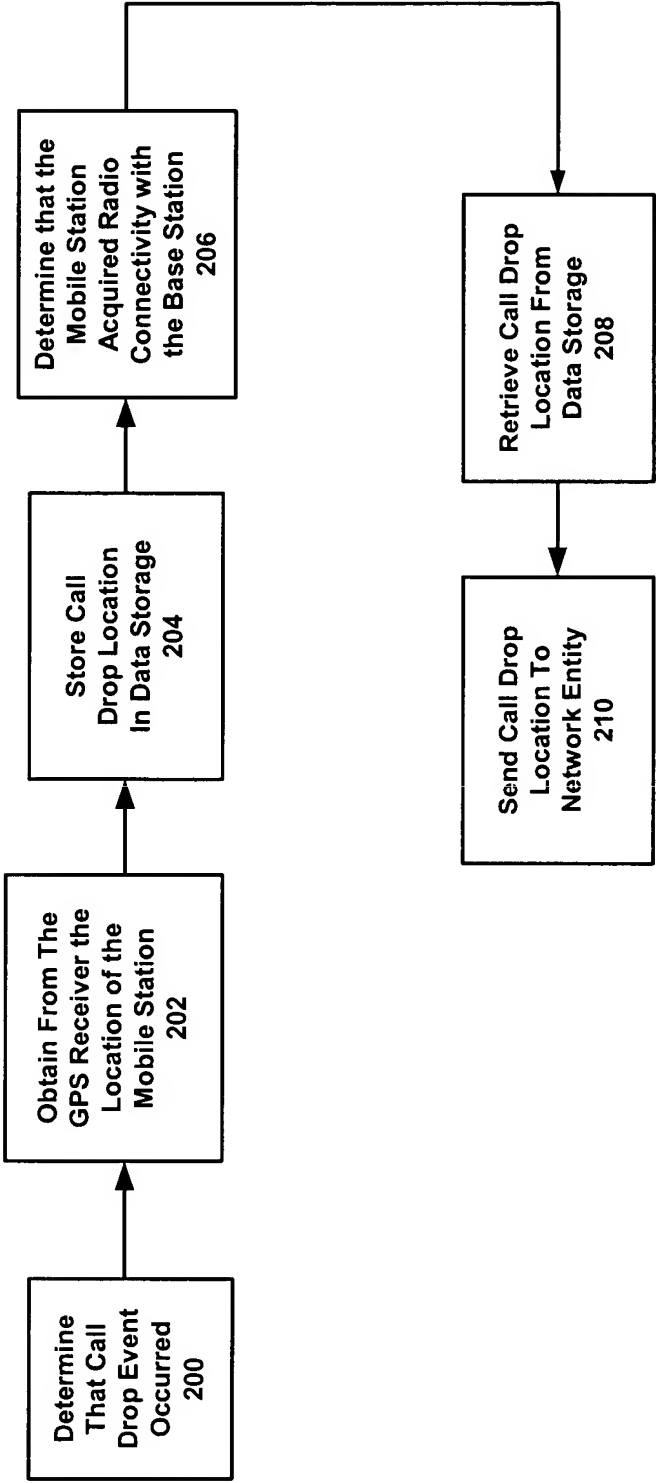 Determine
That Call
Drop Event
Occurred
200
Obtain From The
GPS Receiver the
Location of the
Mobile Station
202
Store Call
Drop Location
In Data Storage
204
Determine that the
Mobile Station
Acquired Radio
Connectivity with
the Base Station
206
Retrieve Call Drop
Location From
Data Storage
208
Send Call Drop
Location To
Network Entity
210